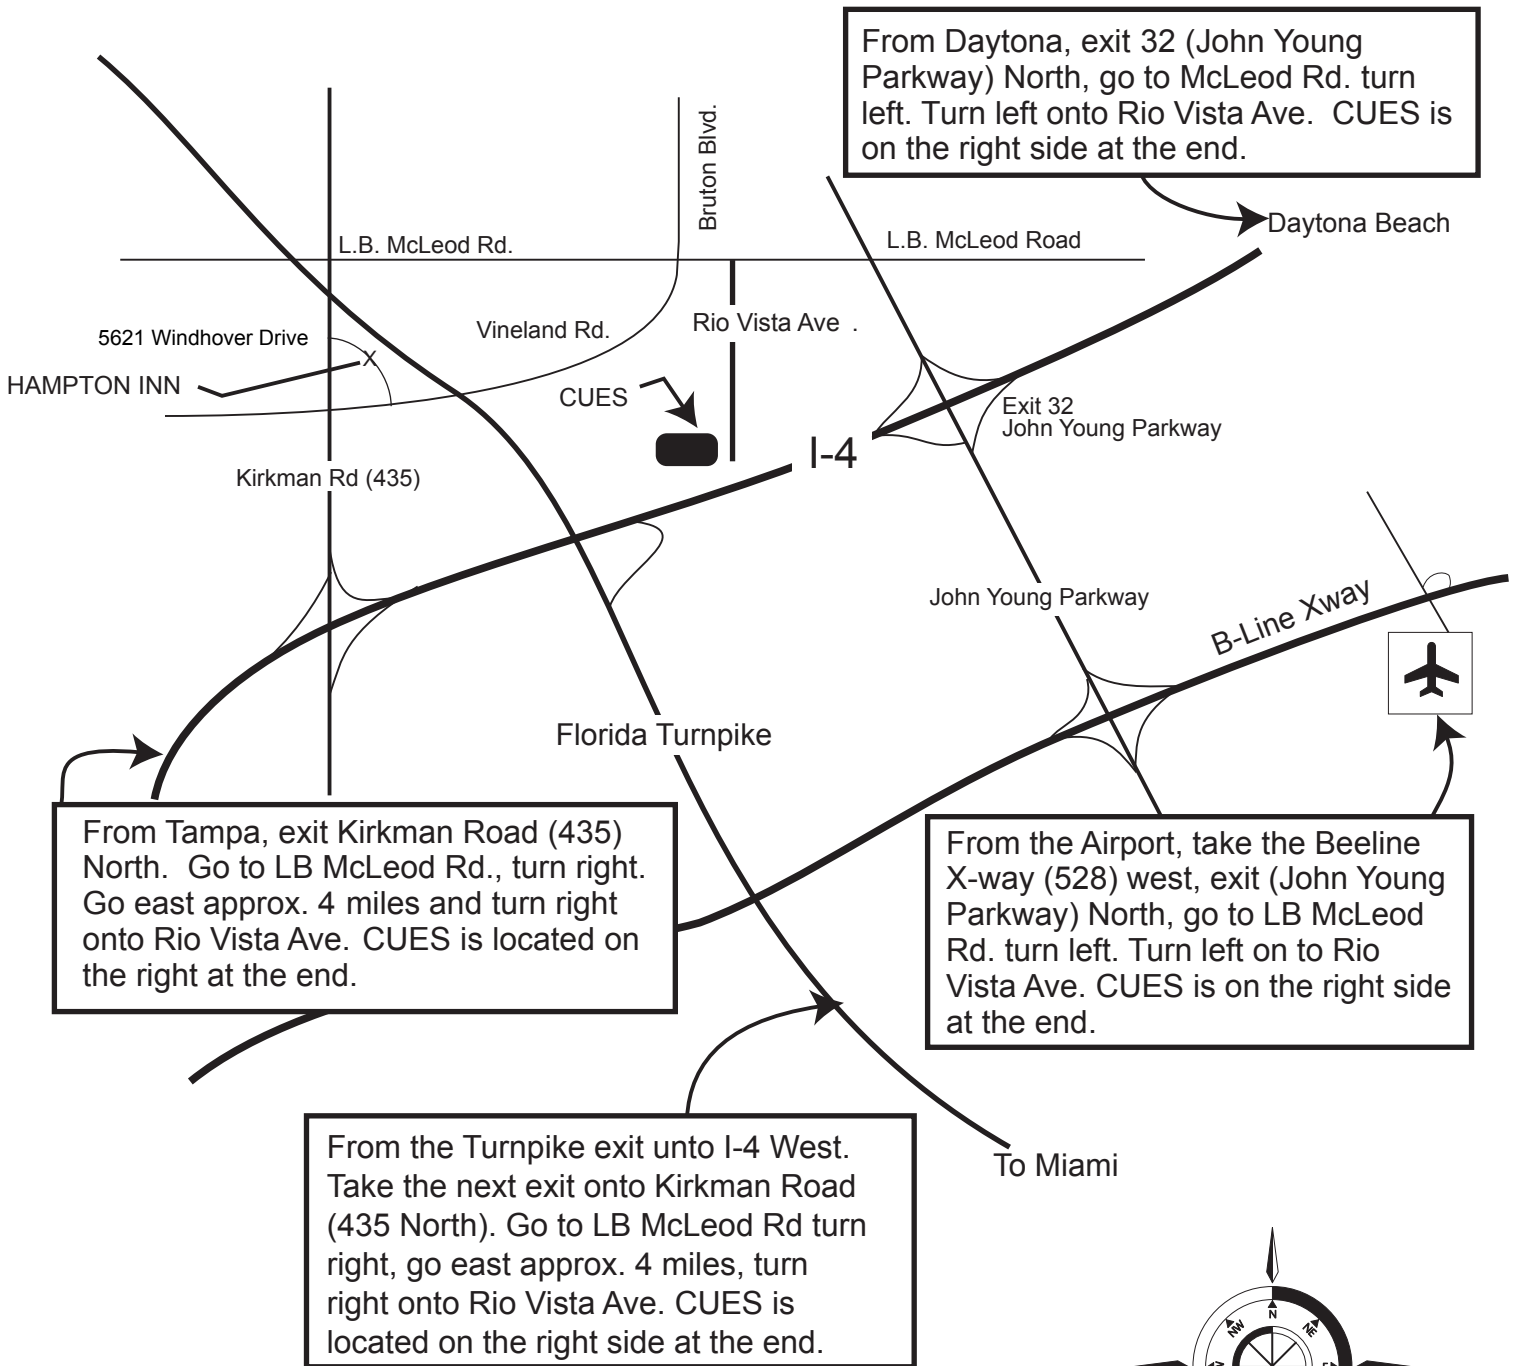 From Daytona, exit 32 (John Young
Parkway) North, go to McLeod Rd. turn
left. Turn left onto Rio Vista Ave.  CUES is
on the right side at the end.
Bruton Blvd.
Daytona Beach
L.B. McLeod Rd.
L.B. McLeod Road
5621 Windhover Drive
Vineland Rd.
Rio Vista Ave .
HAMPTON INN
CUES
Exit 32
John Young Parkway
I-4
Kirkman Rd (435)
John Young Parkway
B-Line Xway
Florida Turnpike
From Tampa, exit Kirkman Road (435)
North.  Go to LB McLeod Rd., turn right.
Go east approx. 4 miles and turn right
onto Rio Vista Ave. CUES is located on
the right at the end.
From the Airport, take the Beeline
X-way (528) west, exit (John Young
Parkway) North, go to LB McLeod
Rd. turn left. Turn left on to Rio
Vista Ave. CUES is on the right side
at the end.
To Miami
From the Turnpike exit unto I-4 West.
Take the next exit onto Kirkman Road
(435 North). Go to LB McLeod Rd turn
right, go east approx. 4 miles, turn
right onto Rio Vista Ave. CUES is
located on the right side at the end.
N
NW
NE